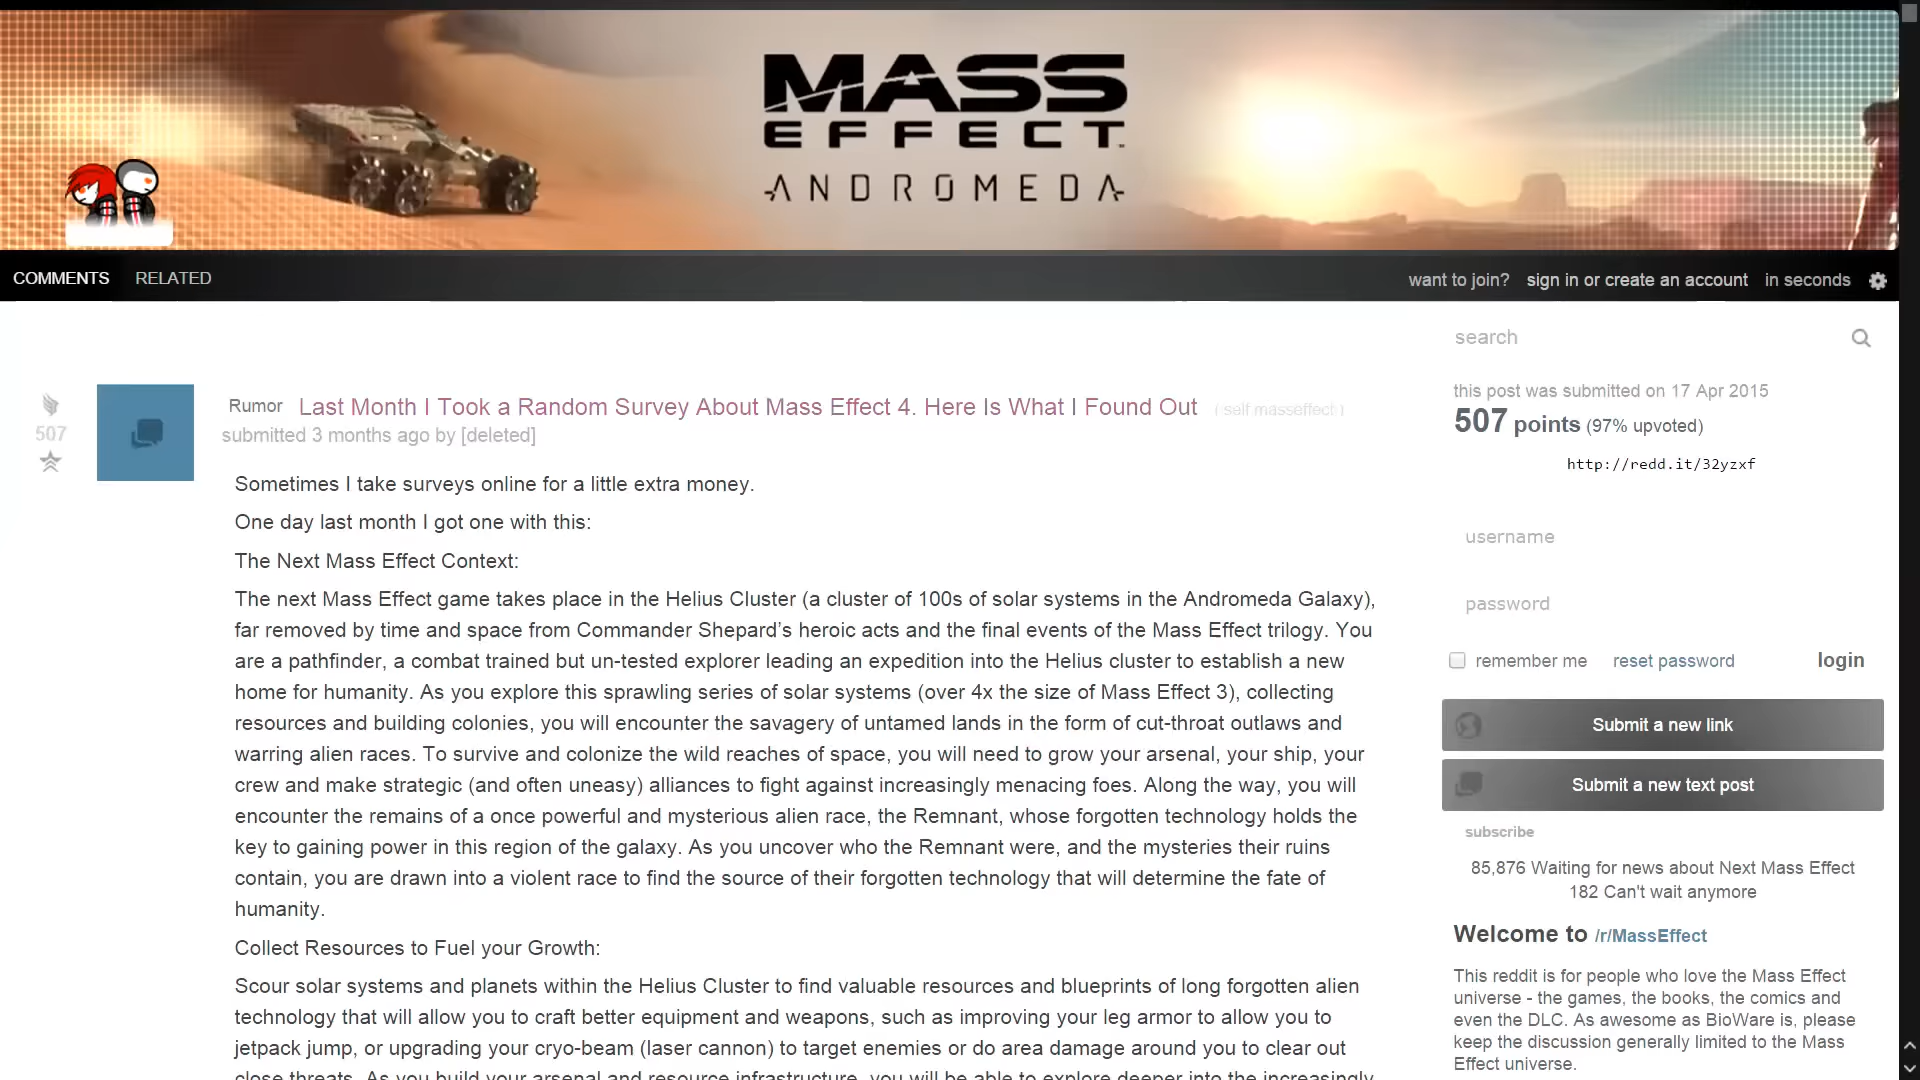 MASS
EFFECT
ANDROMEDA
COMMENTS RELATED
want to join? sign in or create an account in seconds
search
Rumor Last Month I Took a Random Survey About Mass Effect 4. Here Is What I Found Out ( self.masseffect )
507
submitted 3 months ago by [deleted]
Sometimes I take surveys online for a little extra money.
One day last month I got one with this:
The Next Mass Effect Context:
The next Mass Effect game takes place in the Helius Cluster (a cluster of 100s of solar systems in the Andromeda Galaxy),
far removed by time and space from Commander Shepard's heroic acts and the final events of the Mass Effect trilogy. You
are a pathfinder, a combat trained but un-tested explorer leading an expedition into the Helius cluster to establish a new
home for humanity. As you explore this sprawling series of solar systems (over 4x the size of Mass Effect 3), collecting
resources and building colonies, you will encounter the savagery of untamed lands in the form of cut-throat outlaws and
warring alien races. To survive and colonize the wild reaches of space, you will need to grow your arsenal, your ship, your
crew and make strategic (and often uneasy) alliances to fight against increasingly menacing foes. Along the way, you will
encounter the remains of a once powerful and mysterious alien race, the Remnant, whose forgotten technology holds the
key to gaining power in this region of the galaxy. As you uncover who the Remnant were, and the mysteries their ruins
contain, you are drawn into a violent race to find the source of their forgotten technology that will determine the fate of
humanity.
Collect Resources to Fuel your Growth:
Scour solar systems and planets within the Helius Cluster to find valuable resources and blueprints of long forgotten alien
technology that will allow you to craft better equipment and weapons, such as improving your leg armor to allow you to
jetpack jump, or upgrading your cryo-beam (laser cannon) to target enemies or do area damage around you to clear out
close threats. As you build your arsenal and resource infrastructure, you will be able to explore deeper into the increasingly
this post was submitted on 17 Apr 2015
507 points (97% upvoted)
http://redd.it/32yzxf
username
password
remember me reset password login
Submit a new link
Submit a new text post
subscribe
85,876 Waiting for news about Next Mass Effect
182 Can't wait anymore
Welcome to /r/MassEffect
This reddit is for people who love the Mass Effect
universe - the games, the books, the comics and
even the DLC. As awesome as BioWare is, please
keep the discussion generally limited to the Mass
Effect universe.